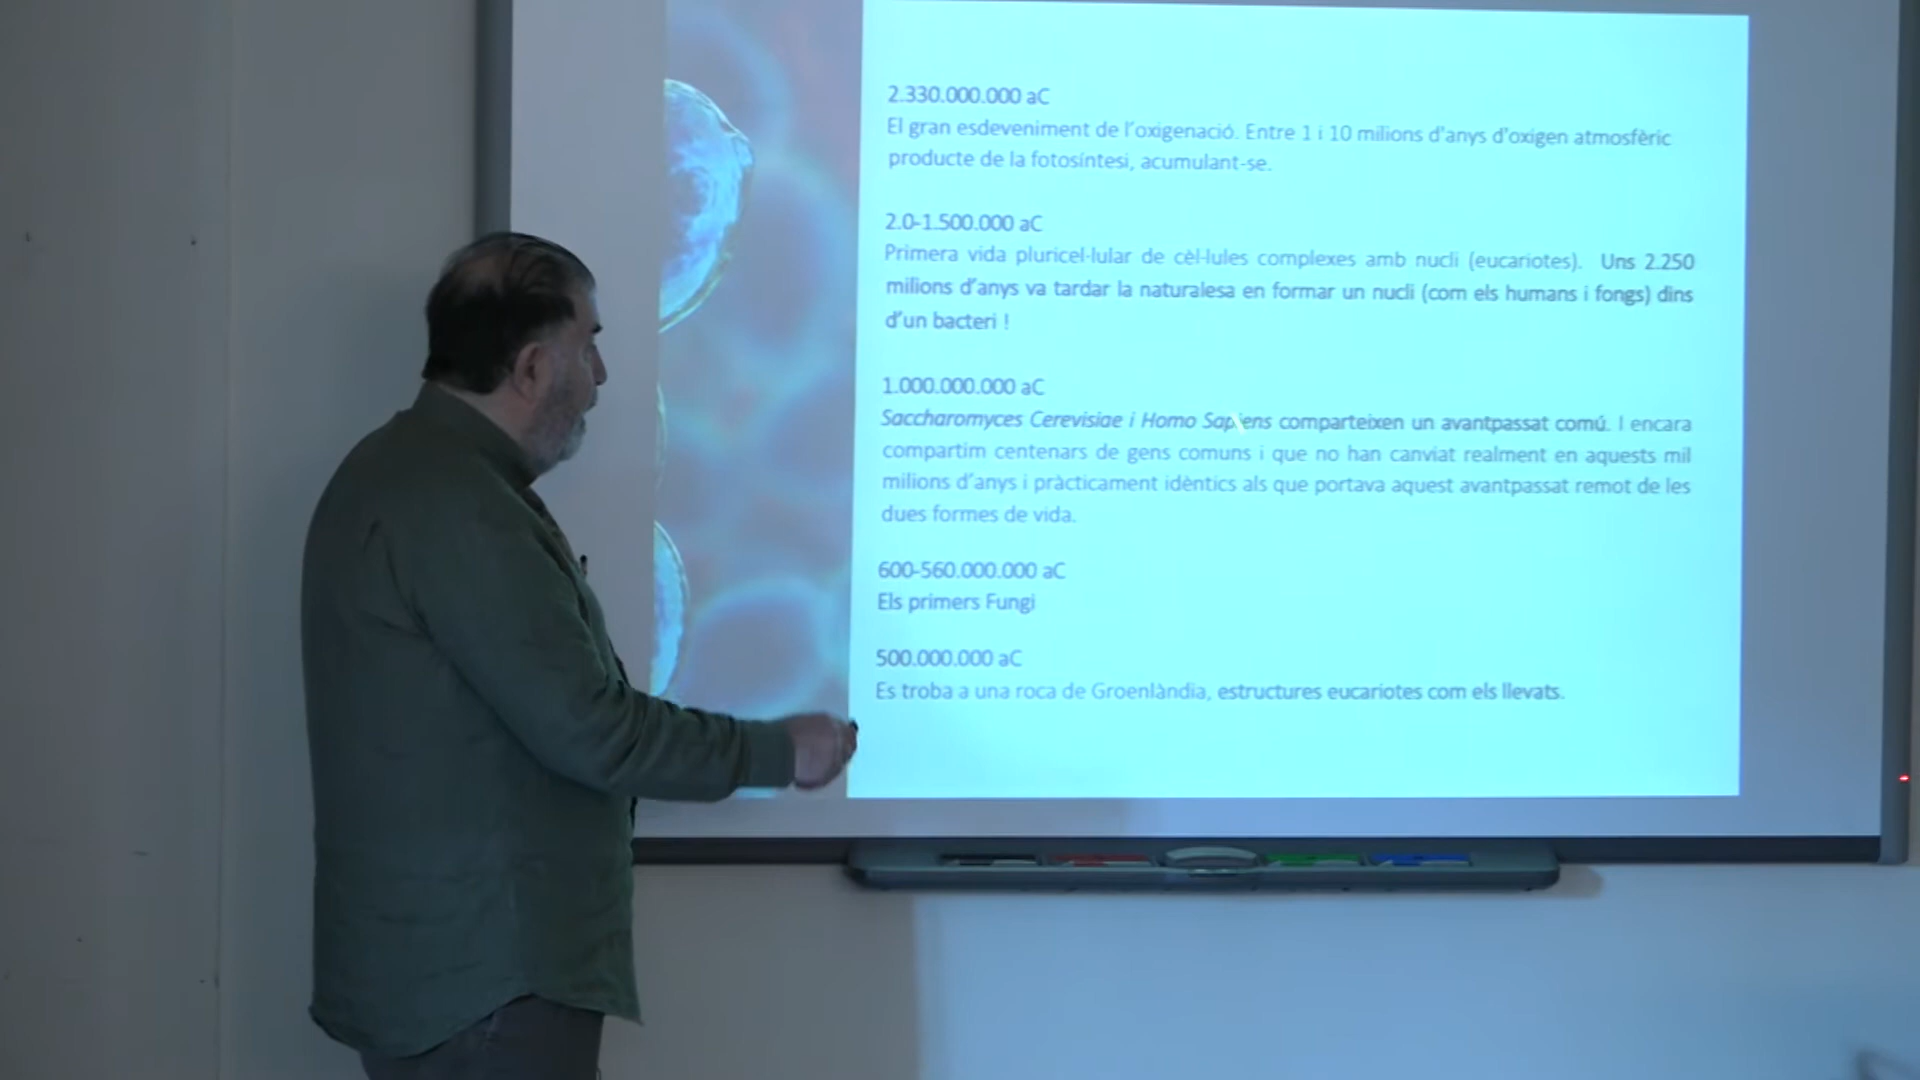 2.330.000.000 aC
El gran esdeveniment de l'oxigenació. Entre 1 i 10 milions d'anys d'oxigen atmosfèric
producte de la fotosíntesi, acumulant-se.
2.0-1.500.000 aC
Primera vida pluricel·lular de cèl·lules complexes amb nucli (eucariotes). Uns 2.250
milions d'anys va tardar la naturalesa en formar un nucli (com els humans i fongs) dins
d'un bacteri !
1.000.000.000 aC
Saccharomyces Cerevisiae i Homo Sapiens comparteixen un avantpassat comú. I encara
compartim centenars de gens comuns i que no han canviat realment en aquests mil
milions d'anys i pràcticament idèntics als que portava aquest avantpassat remot de les
dues formes de vida.
600-560.000.000 aC
Els primers Fungi
500.000.000 aC
Es troba a una roca de Groenlàndia, estructures eucariotes com els llevats.